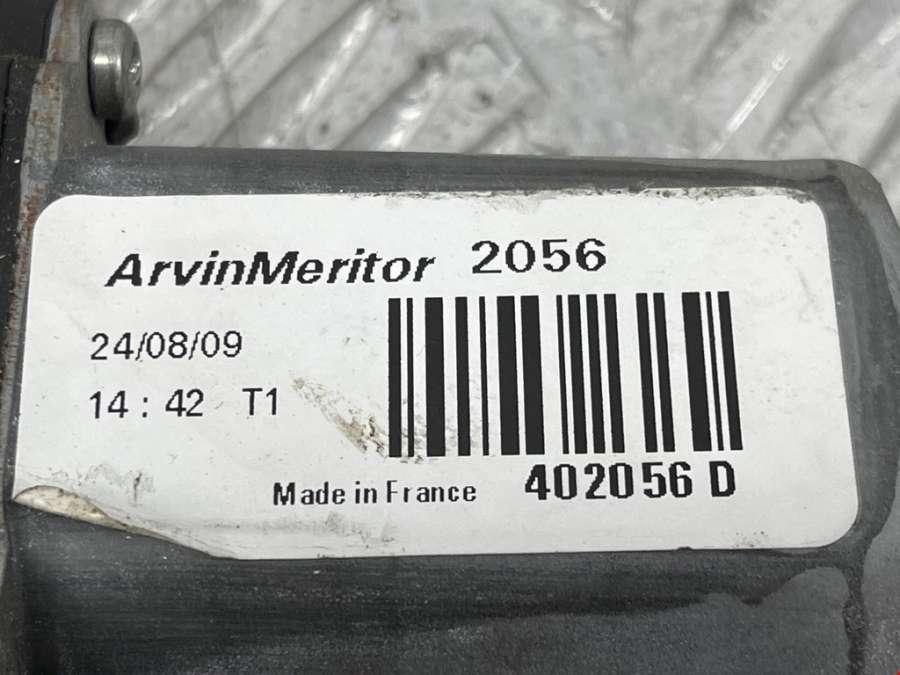 ArvinMeritor 2056
24/08/09
14 : 42 T1
Made in France 402056 D